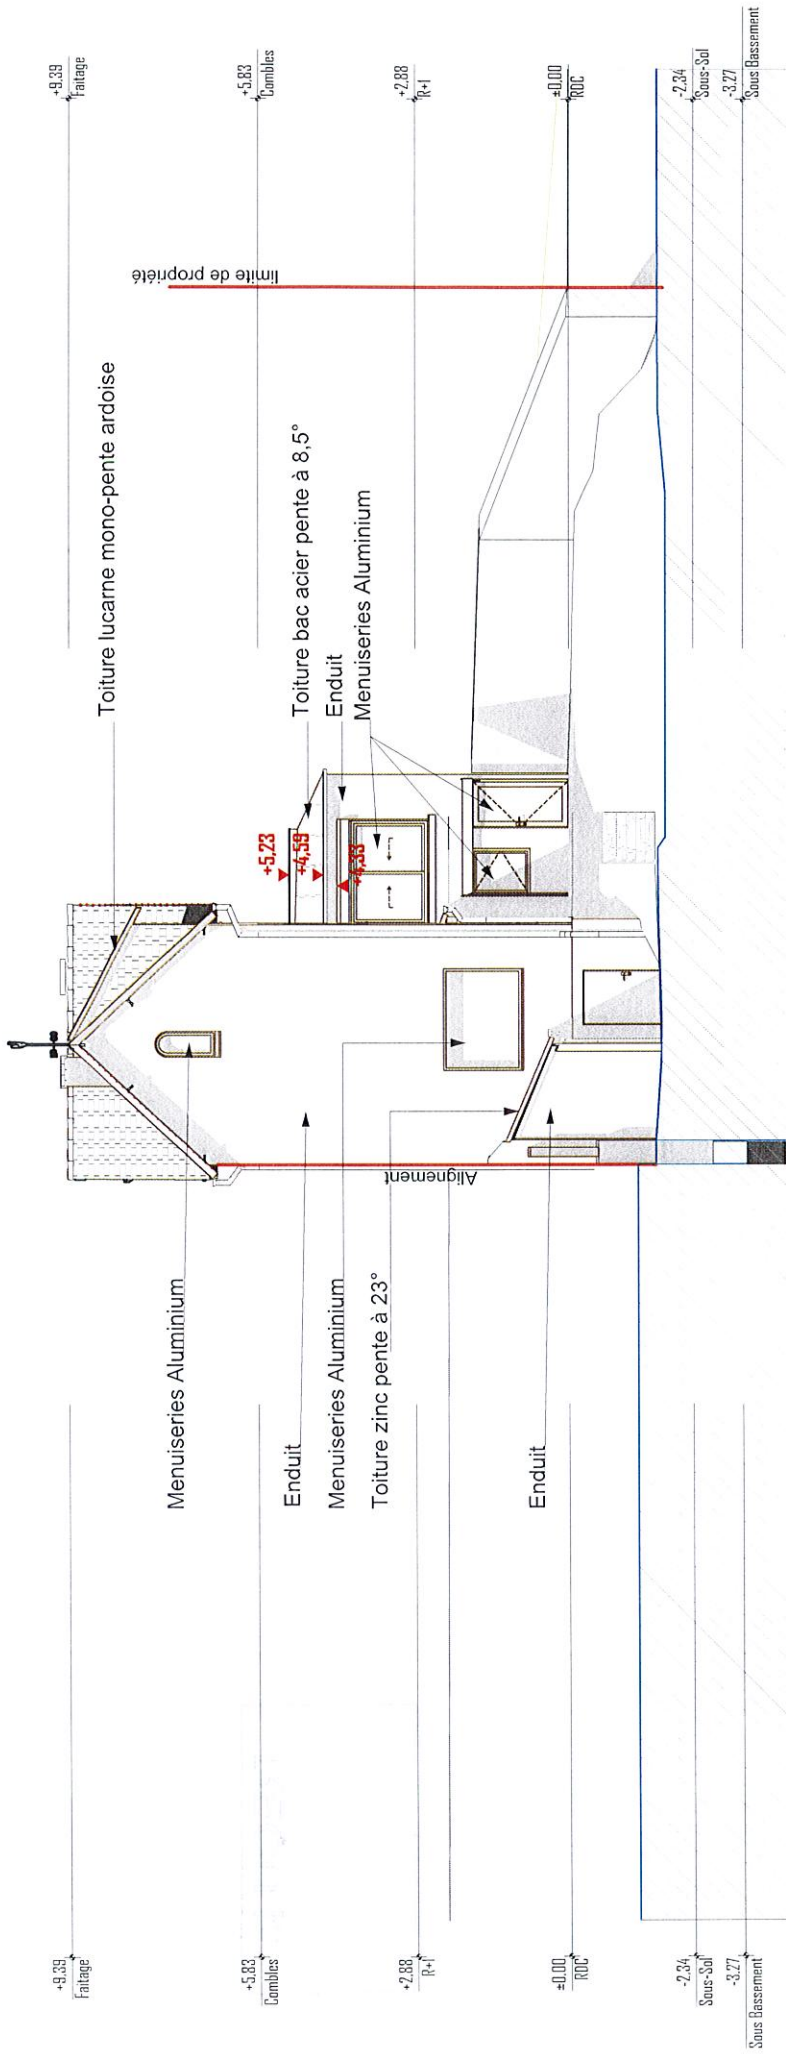 +9.39
Faitage
+5.83
Combles
+2.88
R+1
±0.00
RDC
-2.34
Sous-Sol
-3.27
Sous Bassement
Menuiseries Aluminium
Enduit
Menuiseries Aluminium
Toiture zinc pente à 23°
Enduit
Alignement
+5,23
+4,59
+4,33
Toiture lucarne mono-pente ardoise
Toiture bac acier pente à 8,5°
Enduit
Menuiseries Aluminium
limite de propriété
+9.39
Faitage
+5.83
Combles
+2.88
R+1
±0.00
RDC
-2.34
Sous-Sol
-3.27
Sous Bassement